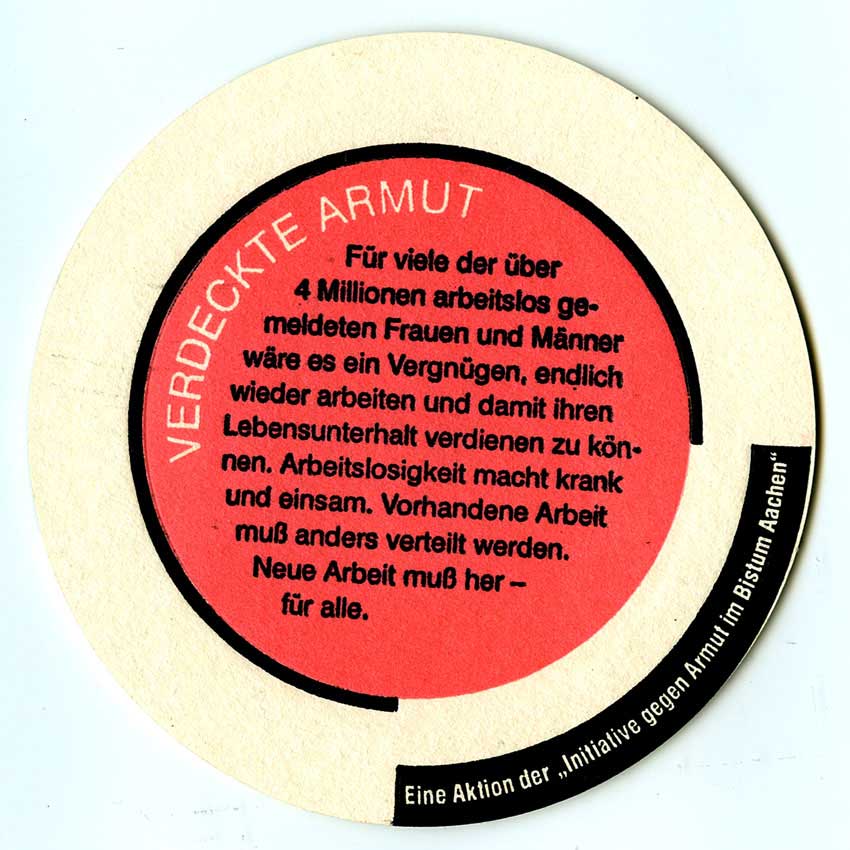 VERDECKTE ARMUT
Für viele der über
4 Millionen arbeitslos ge-
meldeten Frauen und Männer
wäre es ein Vergnügen, endlich
wieder arbeiten und damit ihren
Lebensunterhalt verdienen zu kön-
nen. Arbeitslosigkeit macht krank
und einsam. Vorhandene Arbeit
muß anders verteilt werden.
Neue Arbeit muß her –
für alle.
Eine Aktion der „Initiative gegen Armut im Bistum Aachen“